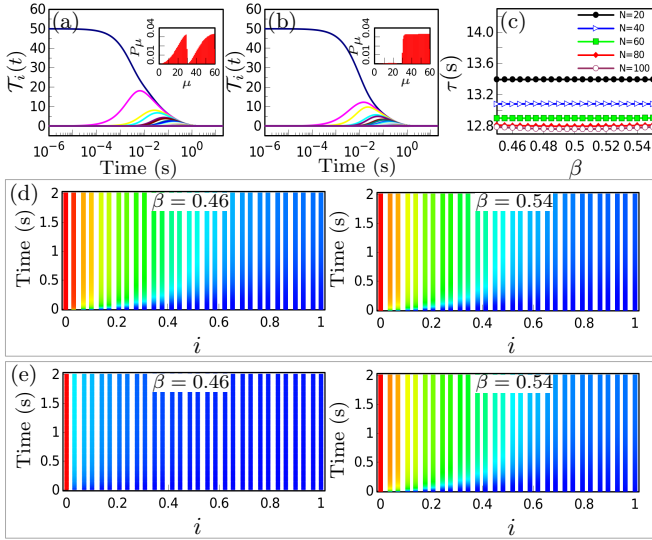 (a)
𝒯ᵢ(t)
60
50
40
30
20
10
0
10⁻⁶ 10⁻⁴ 10⁻² 10⁰
Time (s)
P_μ
0.04
0.01
0 30 60
μ
(b)
𝒯ᵢ(t)
60
50
40
30
20
10
0
10⁻⁶ 10⁻⁴ 10⁻² 10⁰
Time (s)
P_μ
0.04
0.01
0 30 60
μ
(c)
τ(s)
14.0
13.6
13.2
12.8
N=20
N=40
N=60
N=80
N=100
0.46 0.48 0.5 0.52 0.54
β
(d)
β = 0.46
Time (s)
2
1.5
1
0.5
0
0 0.2 0.4 0.6 0.8 1
i
β = 0.54
Time (s)
2
1.5
1
0.5
0
0 0.2 0.4 0.6 0.8 1
i
(e)
β = 0.46
Time (s)
2
1.5
1
0.5
0
0 0.2 0.4 0.6 0.8 1
i
β = 0.54
Time (s)
2
1.5
1
0.5
0
0 0.2 0.4 0.6 0.8 1
i